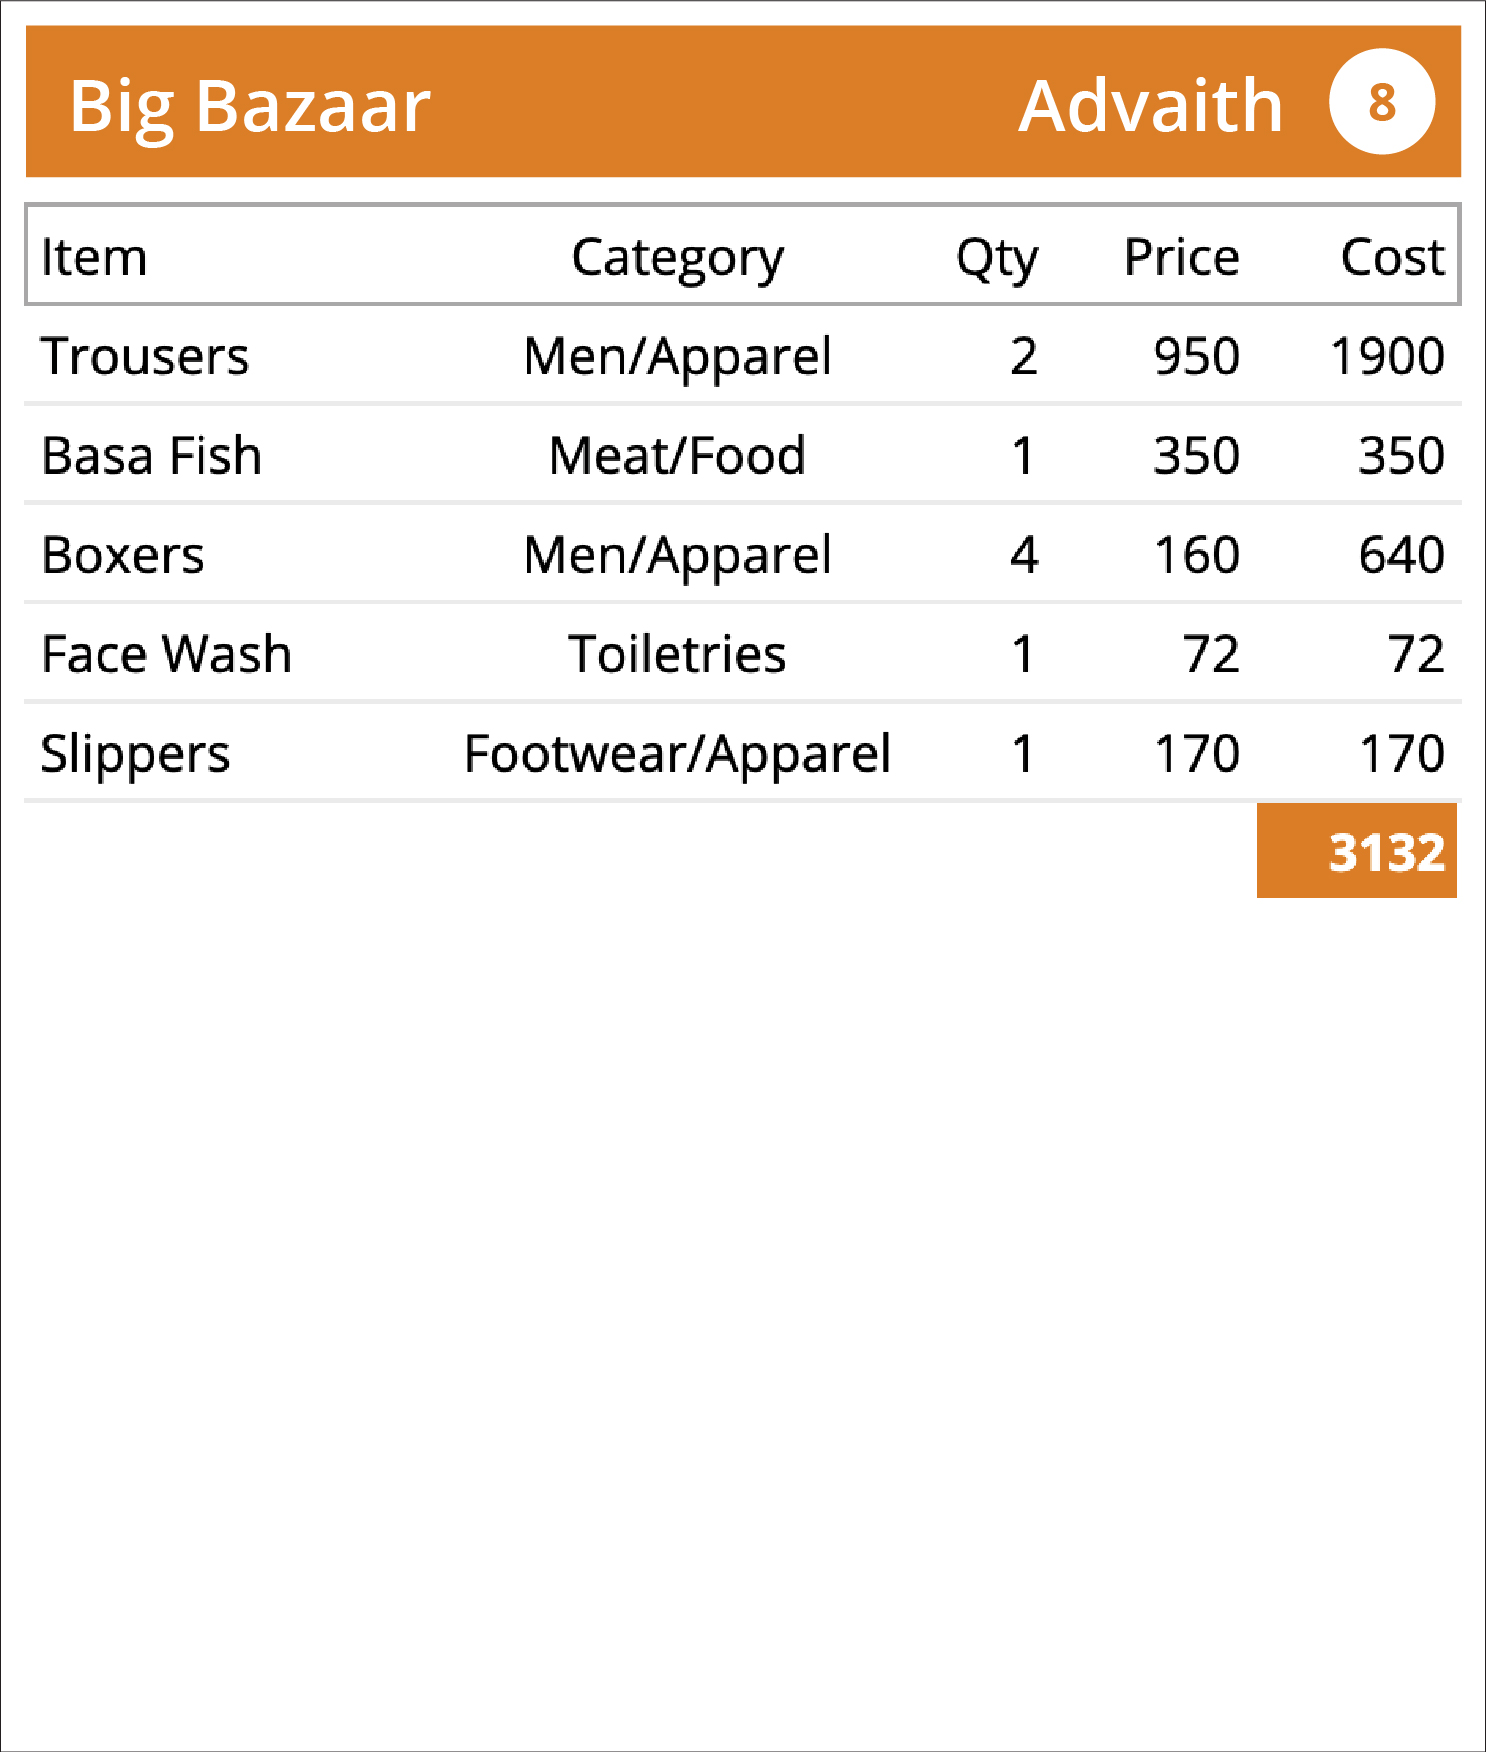 Big Bazaar Advaith 8
Item Category Qty Price Cost
Trousers Men/Apparel 2 950 1900
Basa Fish Meat/Food 1 350 350
Boxers Men/Apparel 4 160 640
Face Wash Toiletries 1 72 72
Slippers Footwear/Apparel 1 170 170
3132